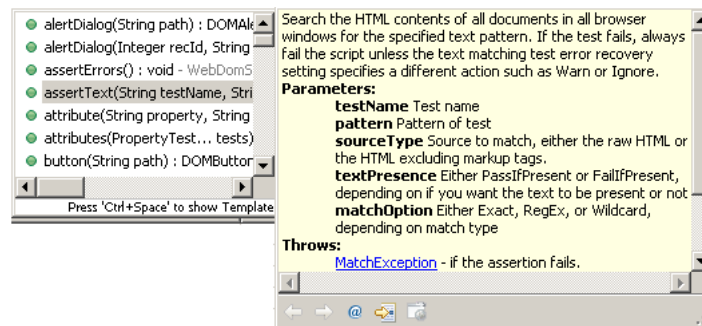 alertDialog(String path) : DOMAle
alertDialog(Integer recId, String
assertErrors() : void - WebDomS
assertText(String testName, Stri
attribute(String property, String
attributes(PropertyTest... tests)
button(String path) : DOMButton
Press 'Ctrl+Space' to show Template
Search the HTML contents of all documents in all browser
windows for the specified text pattern. If the test fails, always
fail the script unless the text matching test error recovery
setting specifies a different action such as Warn or Ignore.
Parameters:
testName Test name
pattern Pattern of test
sourceType Source to match, either the raw HTML or
the HTML excluding markup tags.
textPresence Either PassIfPresent or FailIfPresent,
depending on if you want the text to be present or not
matchOption Either Exact, RegEx, or Wildcard,
depending on match type
Throws:
MatchException - if the assertion fails.